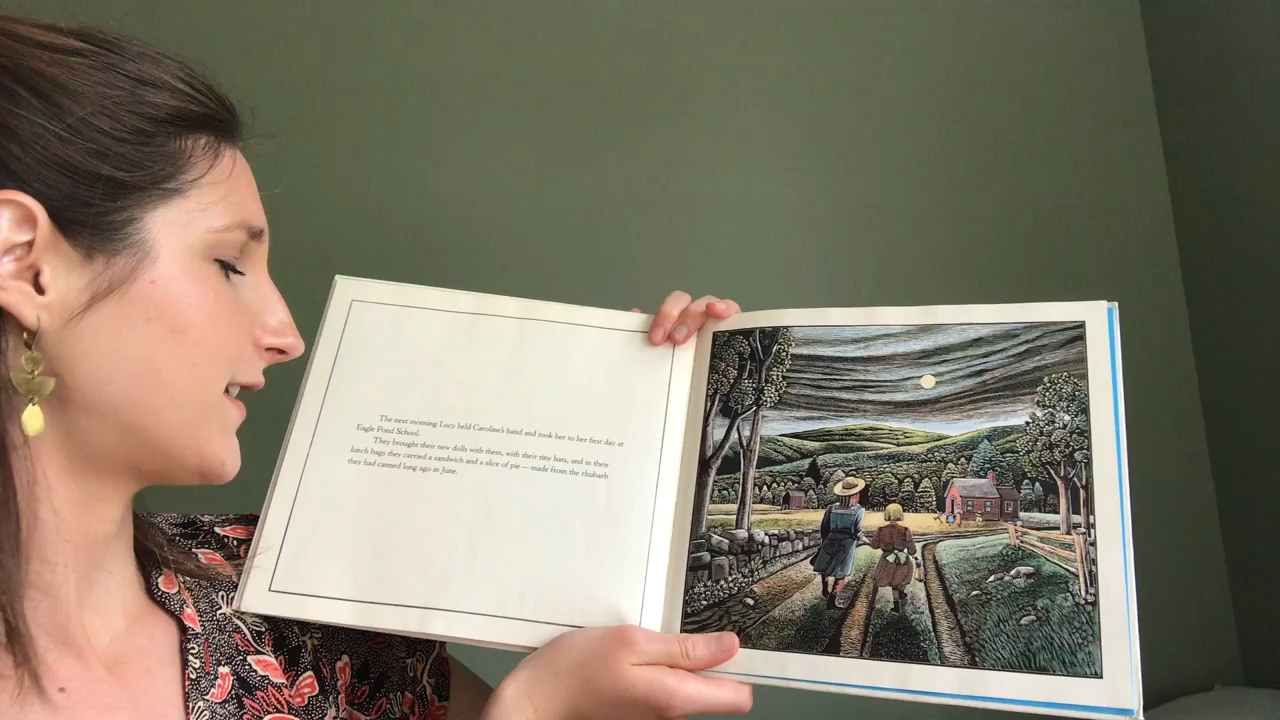 The next morning Lucy held Caroline's hand and took her to her first day at
Eagle Pond School.
They brought their new dolls with them, with their tiny hats, and in their
lunch bags they carried a sandwich and a slice of pie — made from the rhubarb
they had canned long ago in June.